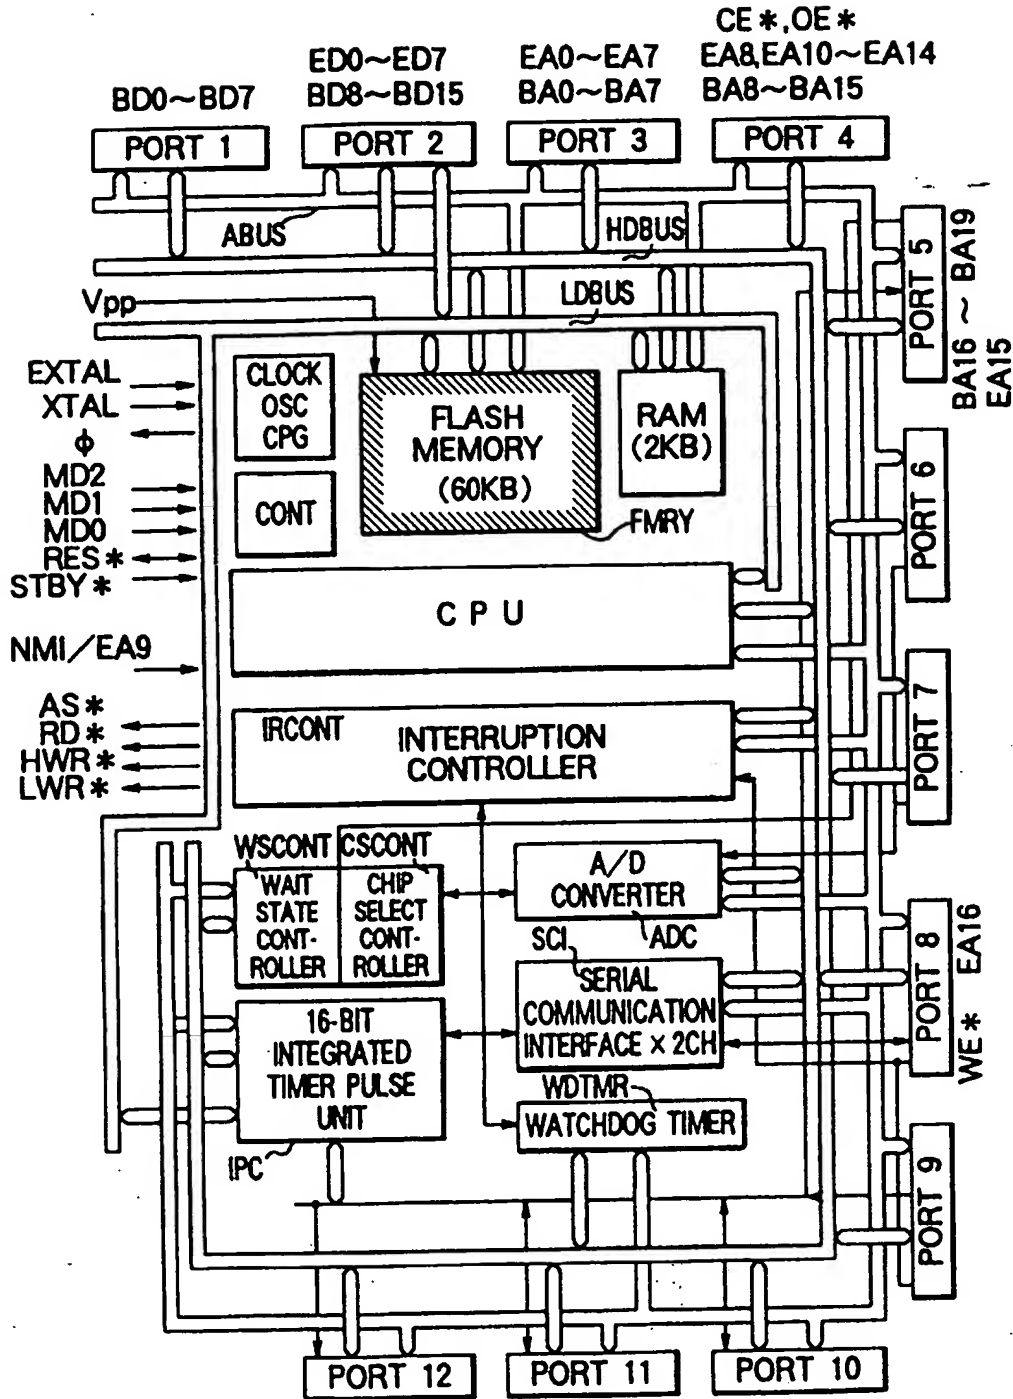 CE*,OE*
ED0~ED7
EA0~EA7
EA8,EA10~EA14
BD0~BD7
BD8~BD15
BA0~BA7
BA8~BA15
PORT 1
PORT 2
PORT 3
PORT 4
ABUS
HDBUS
PORT 5
BA16 ~ BA19
EA15
Vpp
LDBUS
EXTAL
XTAL
ϕ
MD2
MD1
MD0
RES*
STBY*
CLOCK
OSC
CPG
FLASH
MEMORY
(60KB)
RAM
(2KB)
CONT
FMRY
PORT 6
CPU
NMI/EA9
AS*
RD*
HWR*
LWR*
IRCONT
INTERRUPTION
CONTROLLER
PORT 7
WSCONT
CSCONT
WAIT
STATE
CONT-
ROLLER
CHIP
SELECT
CONT-
ROLLER
A/D
CONVERTER
ADC
SCI
SERIAL
COMMUNICATION
INTERFACE × 2CH
PORT 8
WE* EA16
16-BIT
INTEGRATED
TIMER PULSE
UNIT
IPC
WDTMR
WATCHDOG TIMER
PORT 9
PORT 12
PORT 11
PORT 10